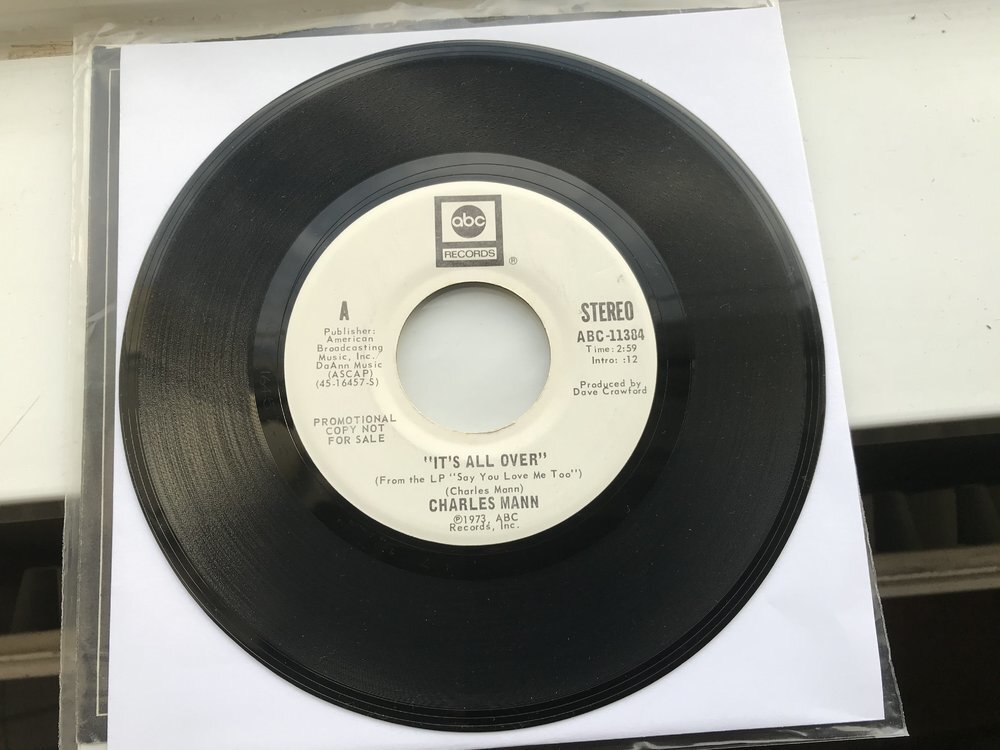 abc
RECORDS
®
A
Publisher:
American
Broadcasting
Music, Inc./
DaAnn Music
(ASCAP)
(45-16457-S)
PROMOTIONAL
COPY NOT
FOR SALE
STEREO
ABC-11384
Time: 2:59
Intro: :12
Produced by
Dave Crawford
"IT'S ALL OVER"
(From the LP "Say You Love Me Too")
(Charles Mann)
CHARLES MANN
℗1973, ABC
Records, Inc.